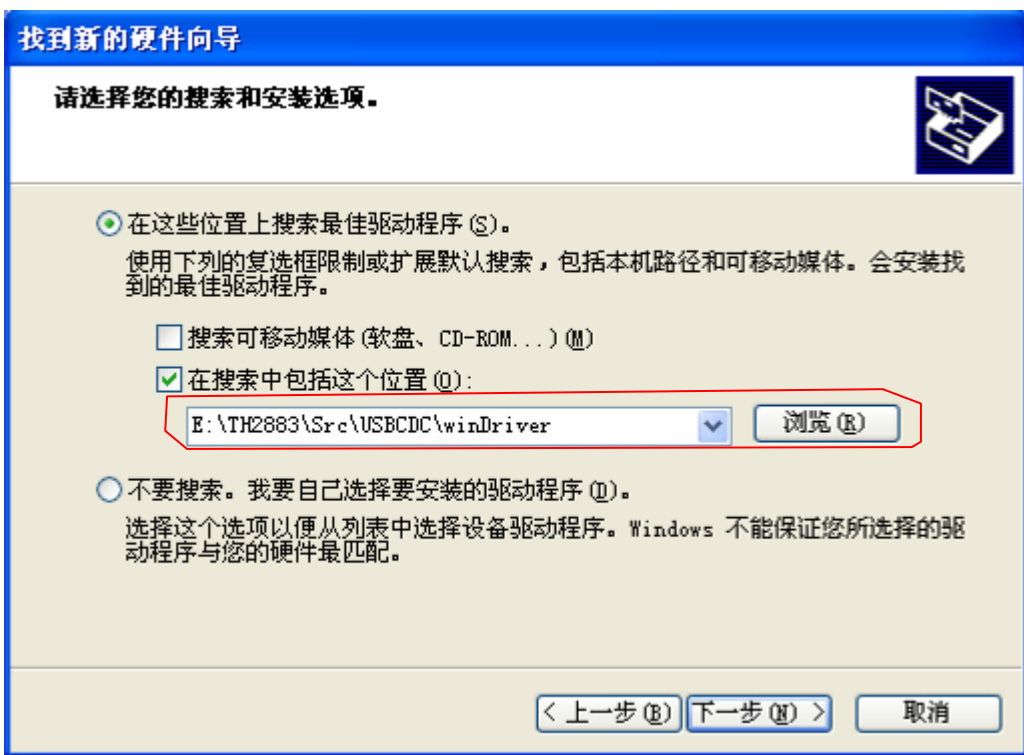 找到新的硬件向导
请选择您的搜索和安装选项。
在这些位置上搜索最佳驱动程序(S)。
使用下列的复选框限制或扩展默认搜索，包括本机路径和可移动媒体。会安装找
到的最佳驱动程序。
搜索可移动媒体(软盘、CD-ROM...)(M)
在搜索中包括这个位置(O):
E:\TH2883\Src\USBCDC\winDriver
浏览(R)
不要搜索。我要自己选择要安装的驱动程序(D)。
选择这个选项以便从列表中选择设备驱动程序。Windows 不能保证您所选择的驱
动程序与您的硬件最匹配。
< 上一步(B) 下一步(N) > 取消